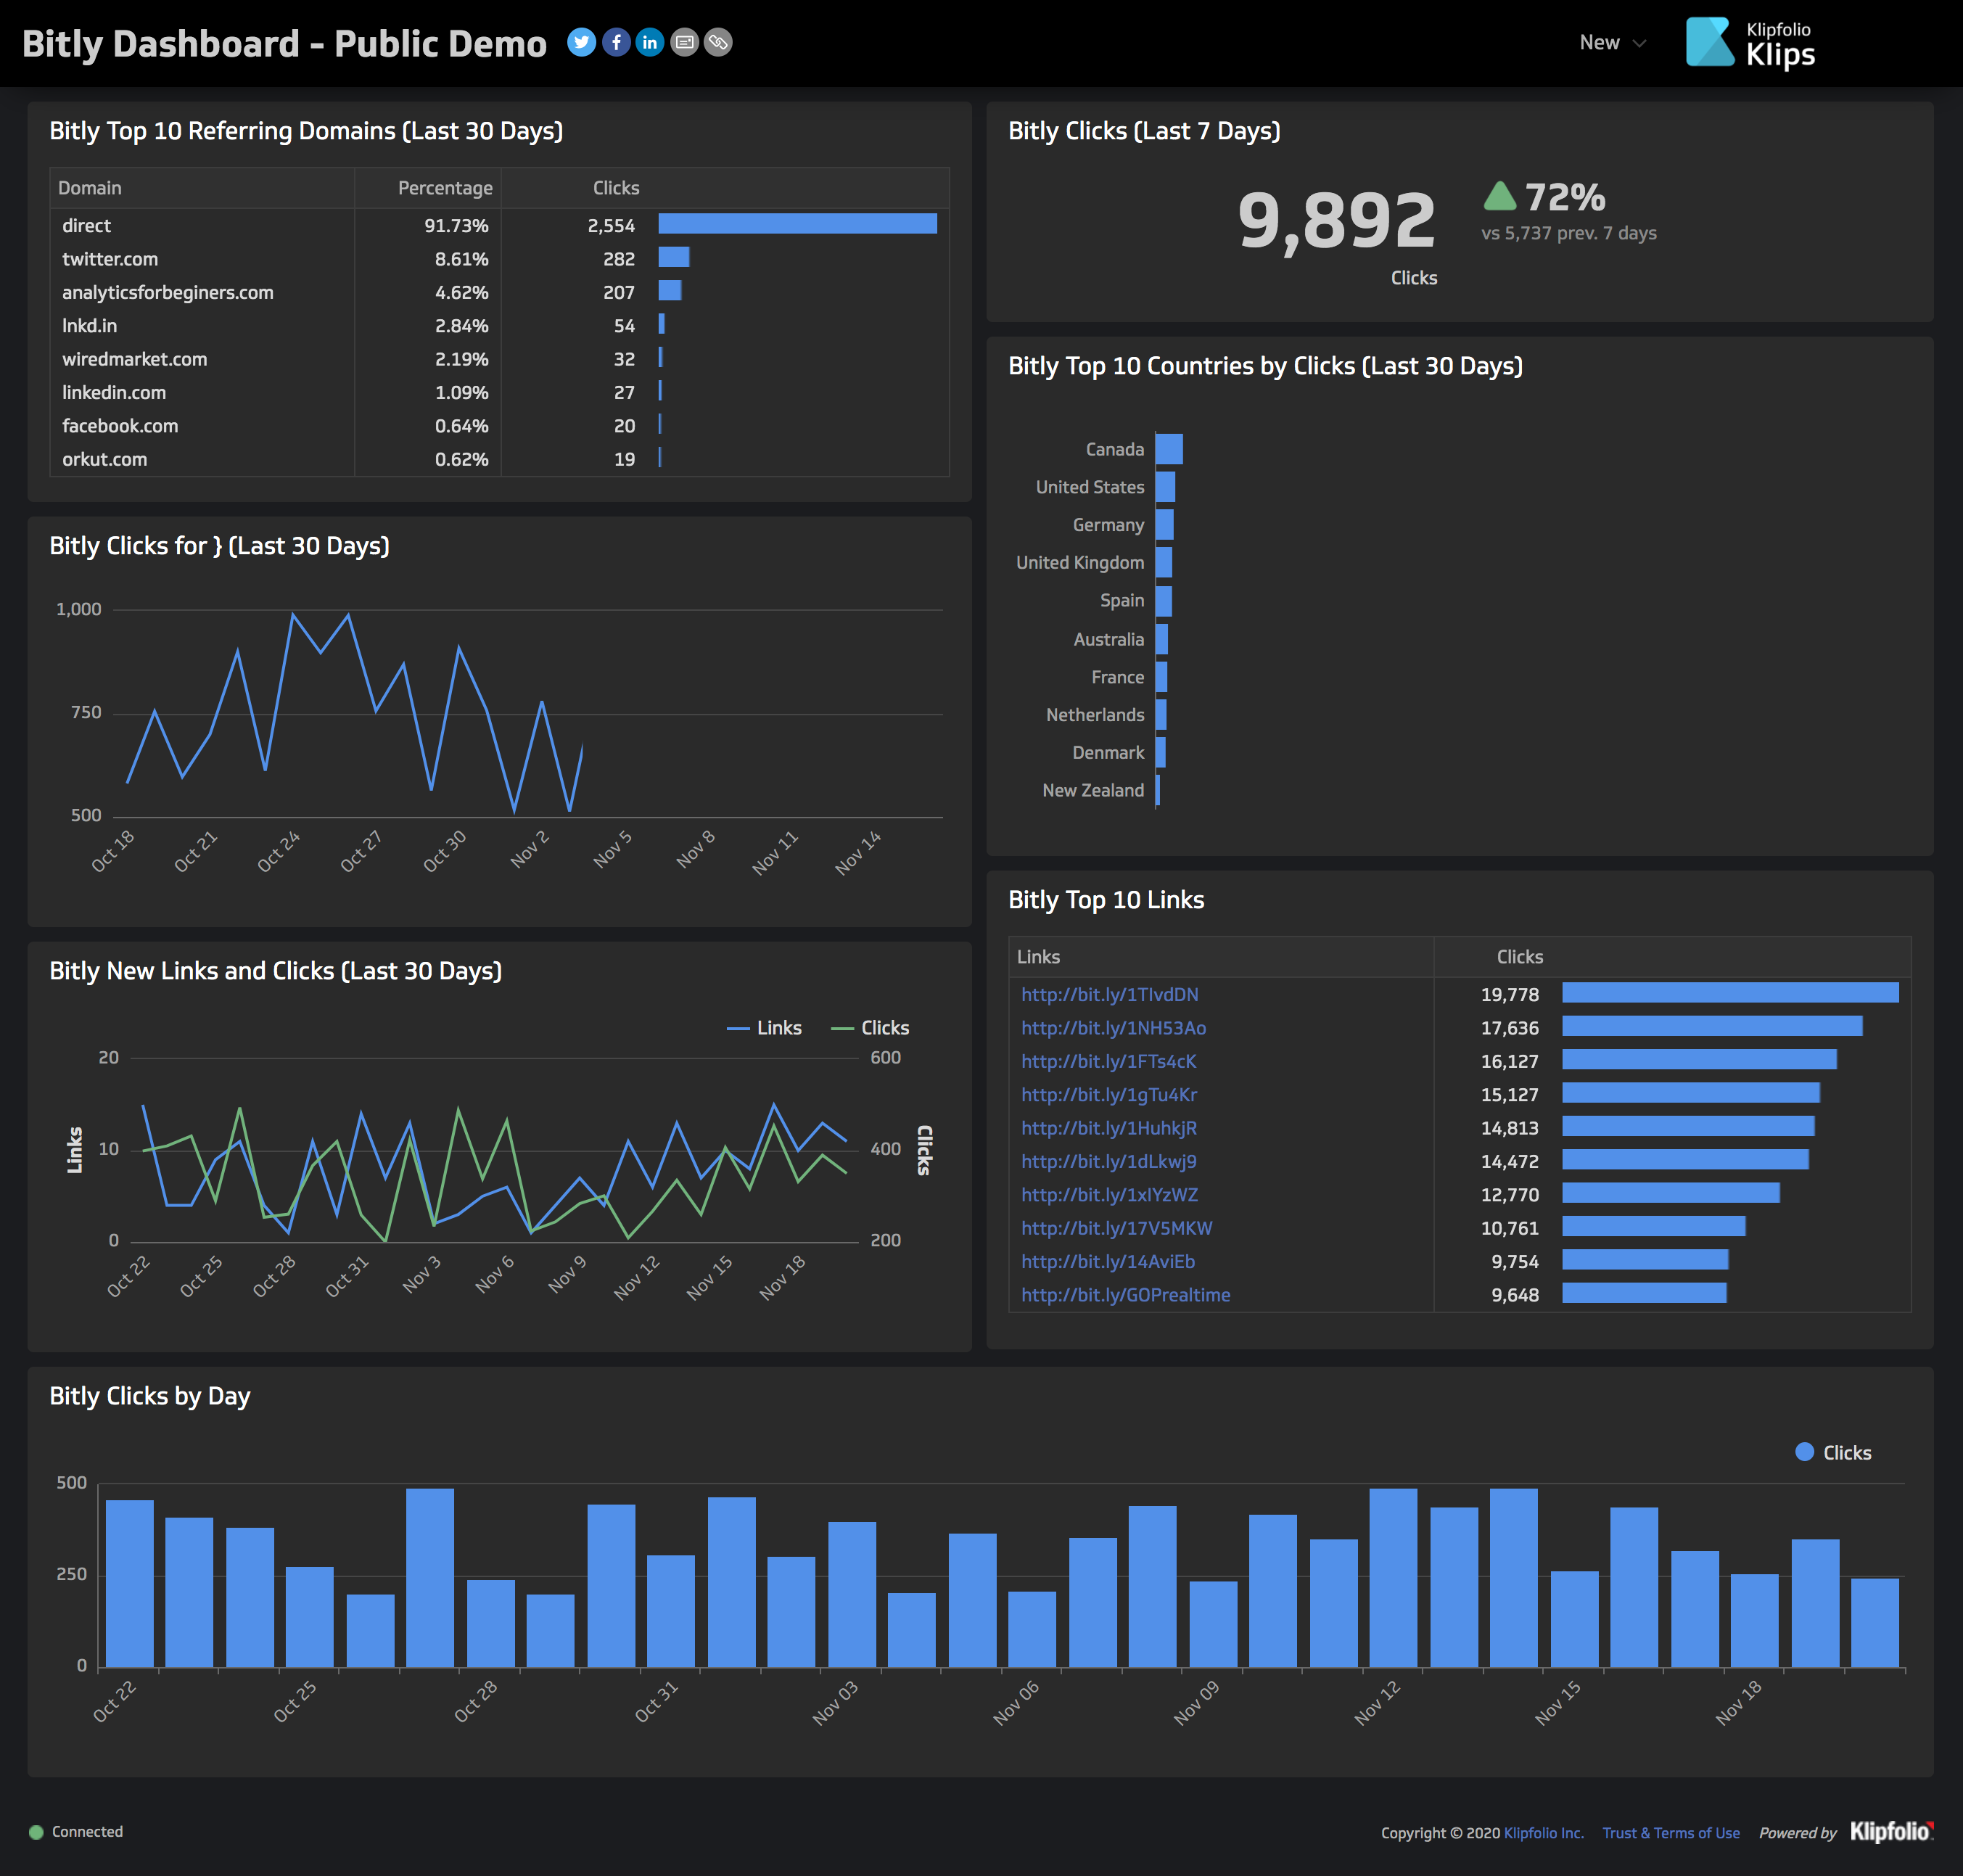 Bitly Dashboard - Public Demo
New
Klipfolio
Klips
Bitly Top 10 Referring Domains (Last 30 Days)
Domain Percentage Clicks
direct 91.73% 2,554
twitter.com 8.61% 282
analyticsforbeginers.com 4.62% 207
lnkd.in 2.84% 54
wiredmarket.com 2.19% 32
linkedin.com 1.09% 27
facebook.com 0.64% 20
orkut.com 0.62% 19
Bitly Clicks (Last 7 Days)
9,892
Clicks
72%
vs 5,737 prev. 7 days
Bitly Top 10 Countries by Clicks (Last 30 Days)
Canada
United States
Germany
United Kingdom
Spain
Australia
France
Netherlands
Denmark
New Zealand
Bitly Clicks for } (Last 30 Days)
1,000
750
500
Oct 18 Oct 21 Oct 24 Oct 27 Oct 30 Nov 2 Nov 5 Nov 8 Nov 11 Nov 14
Bitly Top 10 Links
Links Clicks
http://bit.ly/1TIvdDN 19,778
http://bit.ly/1NH53Ao 17,636
http://bit.ly/1FTs4cK 16,127
http://bit.ly/1gTu4Kr 15,127
http://bit.ly/1HuhkjR 14,813
http://bit.ly/1dLkwj9 14,472
http://bit.ly/1xlYzWZ 12,770
http://bit.ly/17V5MKW 10,761
http://bit.ly/14AviEb 9,754
http://bit.ly/GOPrealtime 9,648
Bitly New Links and Clicks (Last 30 Days)
Links Clicks
20 600
10 400
0 200
Links
Clicks
Oct 22 Oct 25 Oct 28 Oct 31 Nov 3 Nov 6 Nov 9 Nov 12 Nov 15 Nov 18
Bitly Clicks by Day
Clicks
500
250
0
Oct 22 Oct 25 Oct 28 Oct 31 Nov 03 Nov 06 Nov 09 Nov 12 Nov 15 Nov 18
Connected
Copyright © 2020 Klipfolio Inc. Trust & Terms of Use Powered by Klipfolio